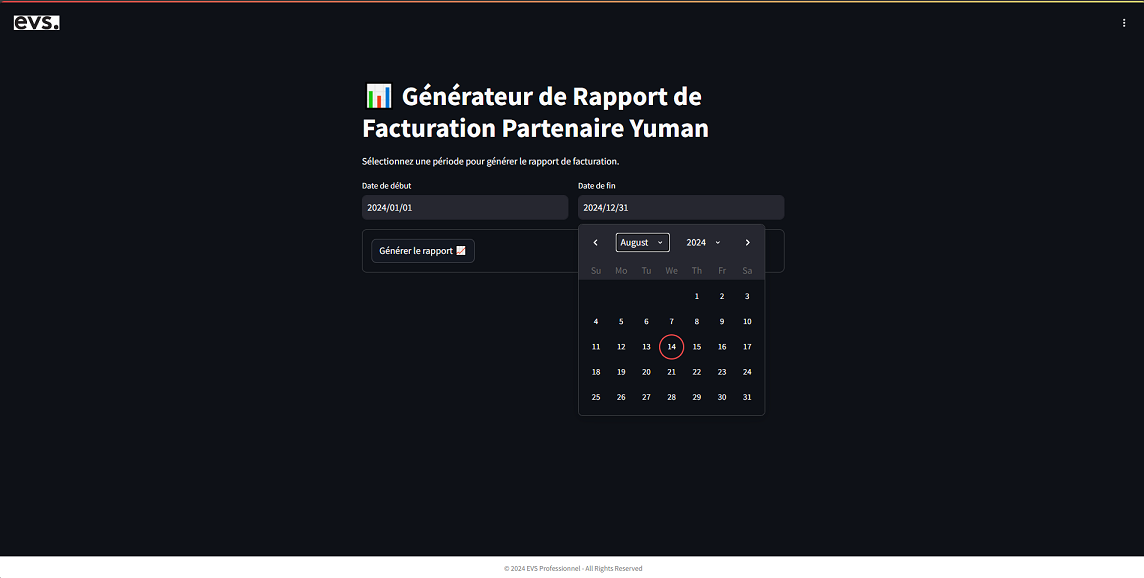 evs.
Générateur de Rapport de
Facturation Partenaire Yuman
Sélectionnez une période pour générer le rapport de facturation.
Date de début
2024/01/01
Date de fin
2024/12/31
Générer le rapport
August 2024
Su Mo Tu We Th Fr Sa
1 2 3
4 5 6 7 8 9 10
11 12 13 14 15 16 17
18 19 20 21 22 23 24
25 26 27 28 29 30 31
© 2024 EVS Professionnel - All Rights Reserved